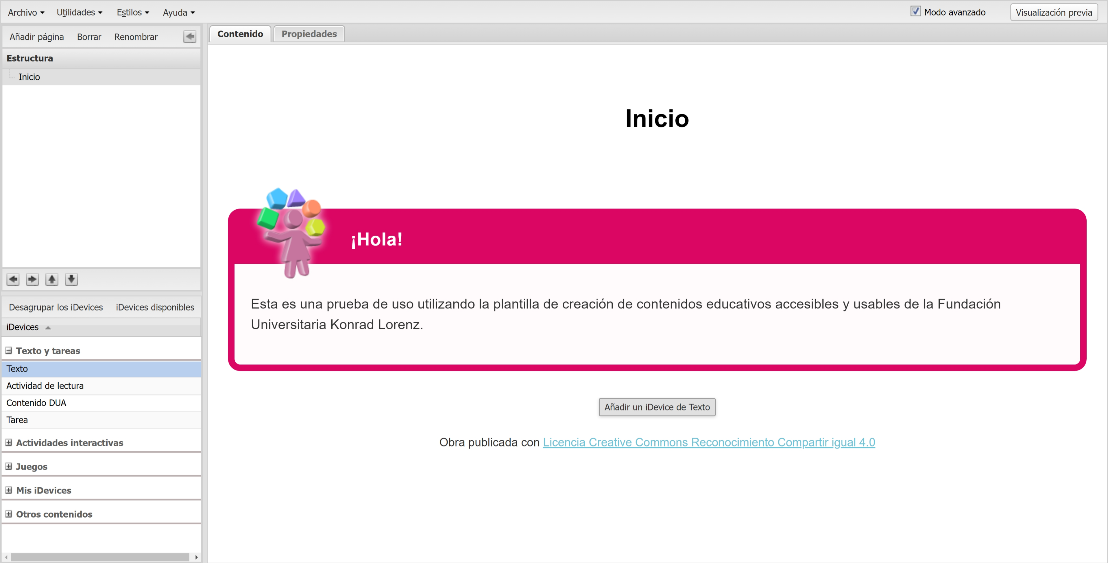 Archivo Utilidades Estilos Ayuda Modo avanzado Visualización previa
Añadir página Borrar Renombrar
Estructura
Inicio
Desagrupar los iDevices iDevices disponibles
iDevices
Texto y tareas
Texto
Actividad de lectura
Contenido DUA
Tarea
Actividades interactivas
Juegos
Mis iDevices
Otros contenidos
Contenido Propiedades
Inicio
¡Hola!
Esta es una prueba de uso utilizando la plantilla de creación de contenidos educativos accesibles y usables de la Fundación
Universitaria Konrad Lorenz.
Añadir un iDevice de Texto
Obra publicada con Licencia Creative Commons Reconocimiento Compartir igual 4.0